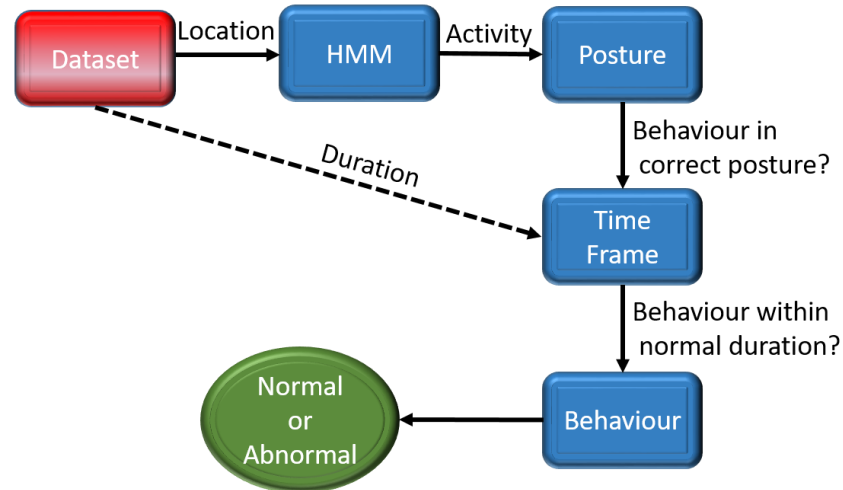 Dataset
Location
HMM
Activity
Posture
Behaviour in
correct posture?
Duration
Time
Frame
Behaviour within
normal duration?
Behaviour
Normal
or
Abnormal